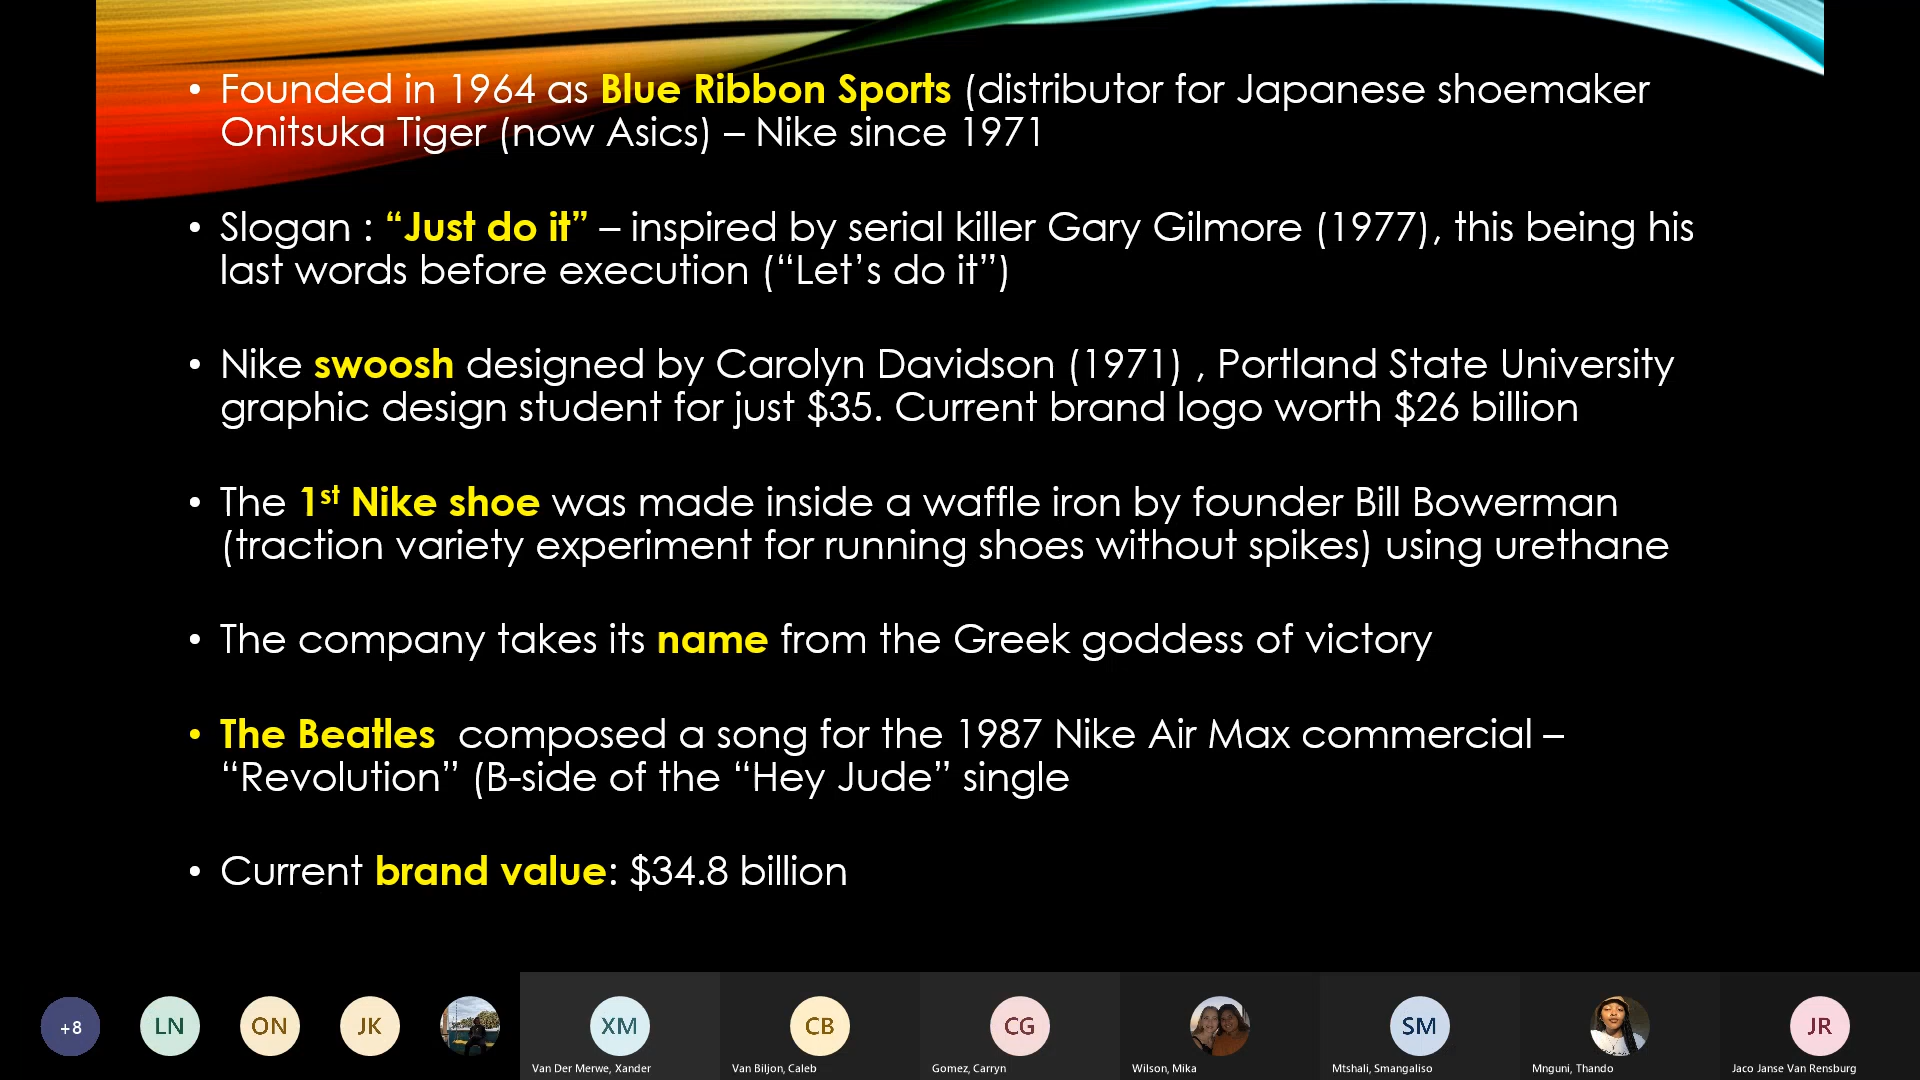 • Founded in 1964 as Blue Ribbon Sports (distributor for Japanese shoemaker
Onitsuka Tiger (now Asics) – Nike since 1971
• Slogan : “Just do it” – inspired by serial killer Gary Gilmore (1977), this being his
last words before execution (“Let’s do it”)
• Nike swoosh designed by Carolyn Davidson (1971) , Portland State University
graphic design student for just $35. Current brand logo worth $26 billion
• The 1st Nike shoe was made inside a waffle iron by founder Bill Bowerman
(traction variety experiment for running shoes without spikes) using urethane
• The company takes its name from the Greek goddess of victory
• The Beatles  composed a song for the 1987 Nike Air Max commercial –
“Revolution” (B-side of the “Hey Jude” single
• Current brand value: $34.8 billion
+8 LN ON JK XM CB CG SM JR
Van Der Merwe, Xander Van Biljon, Caleb Gomez, Carryn Wilson, Mika Mtshali, Smangaliso Mnguni, Thando Jaco Janse Van Rensburg